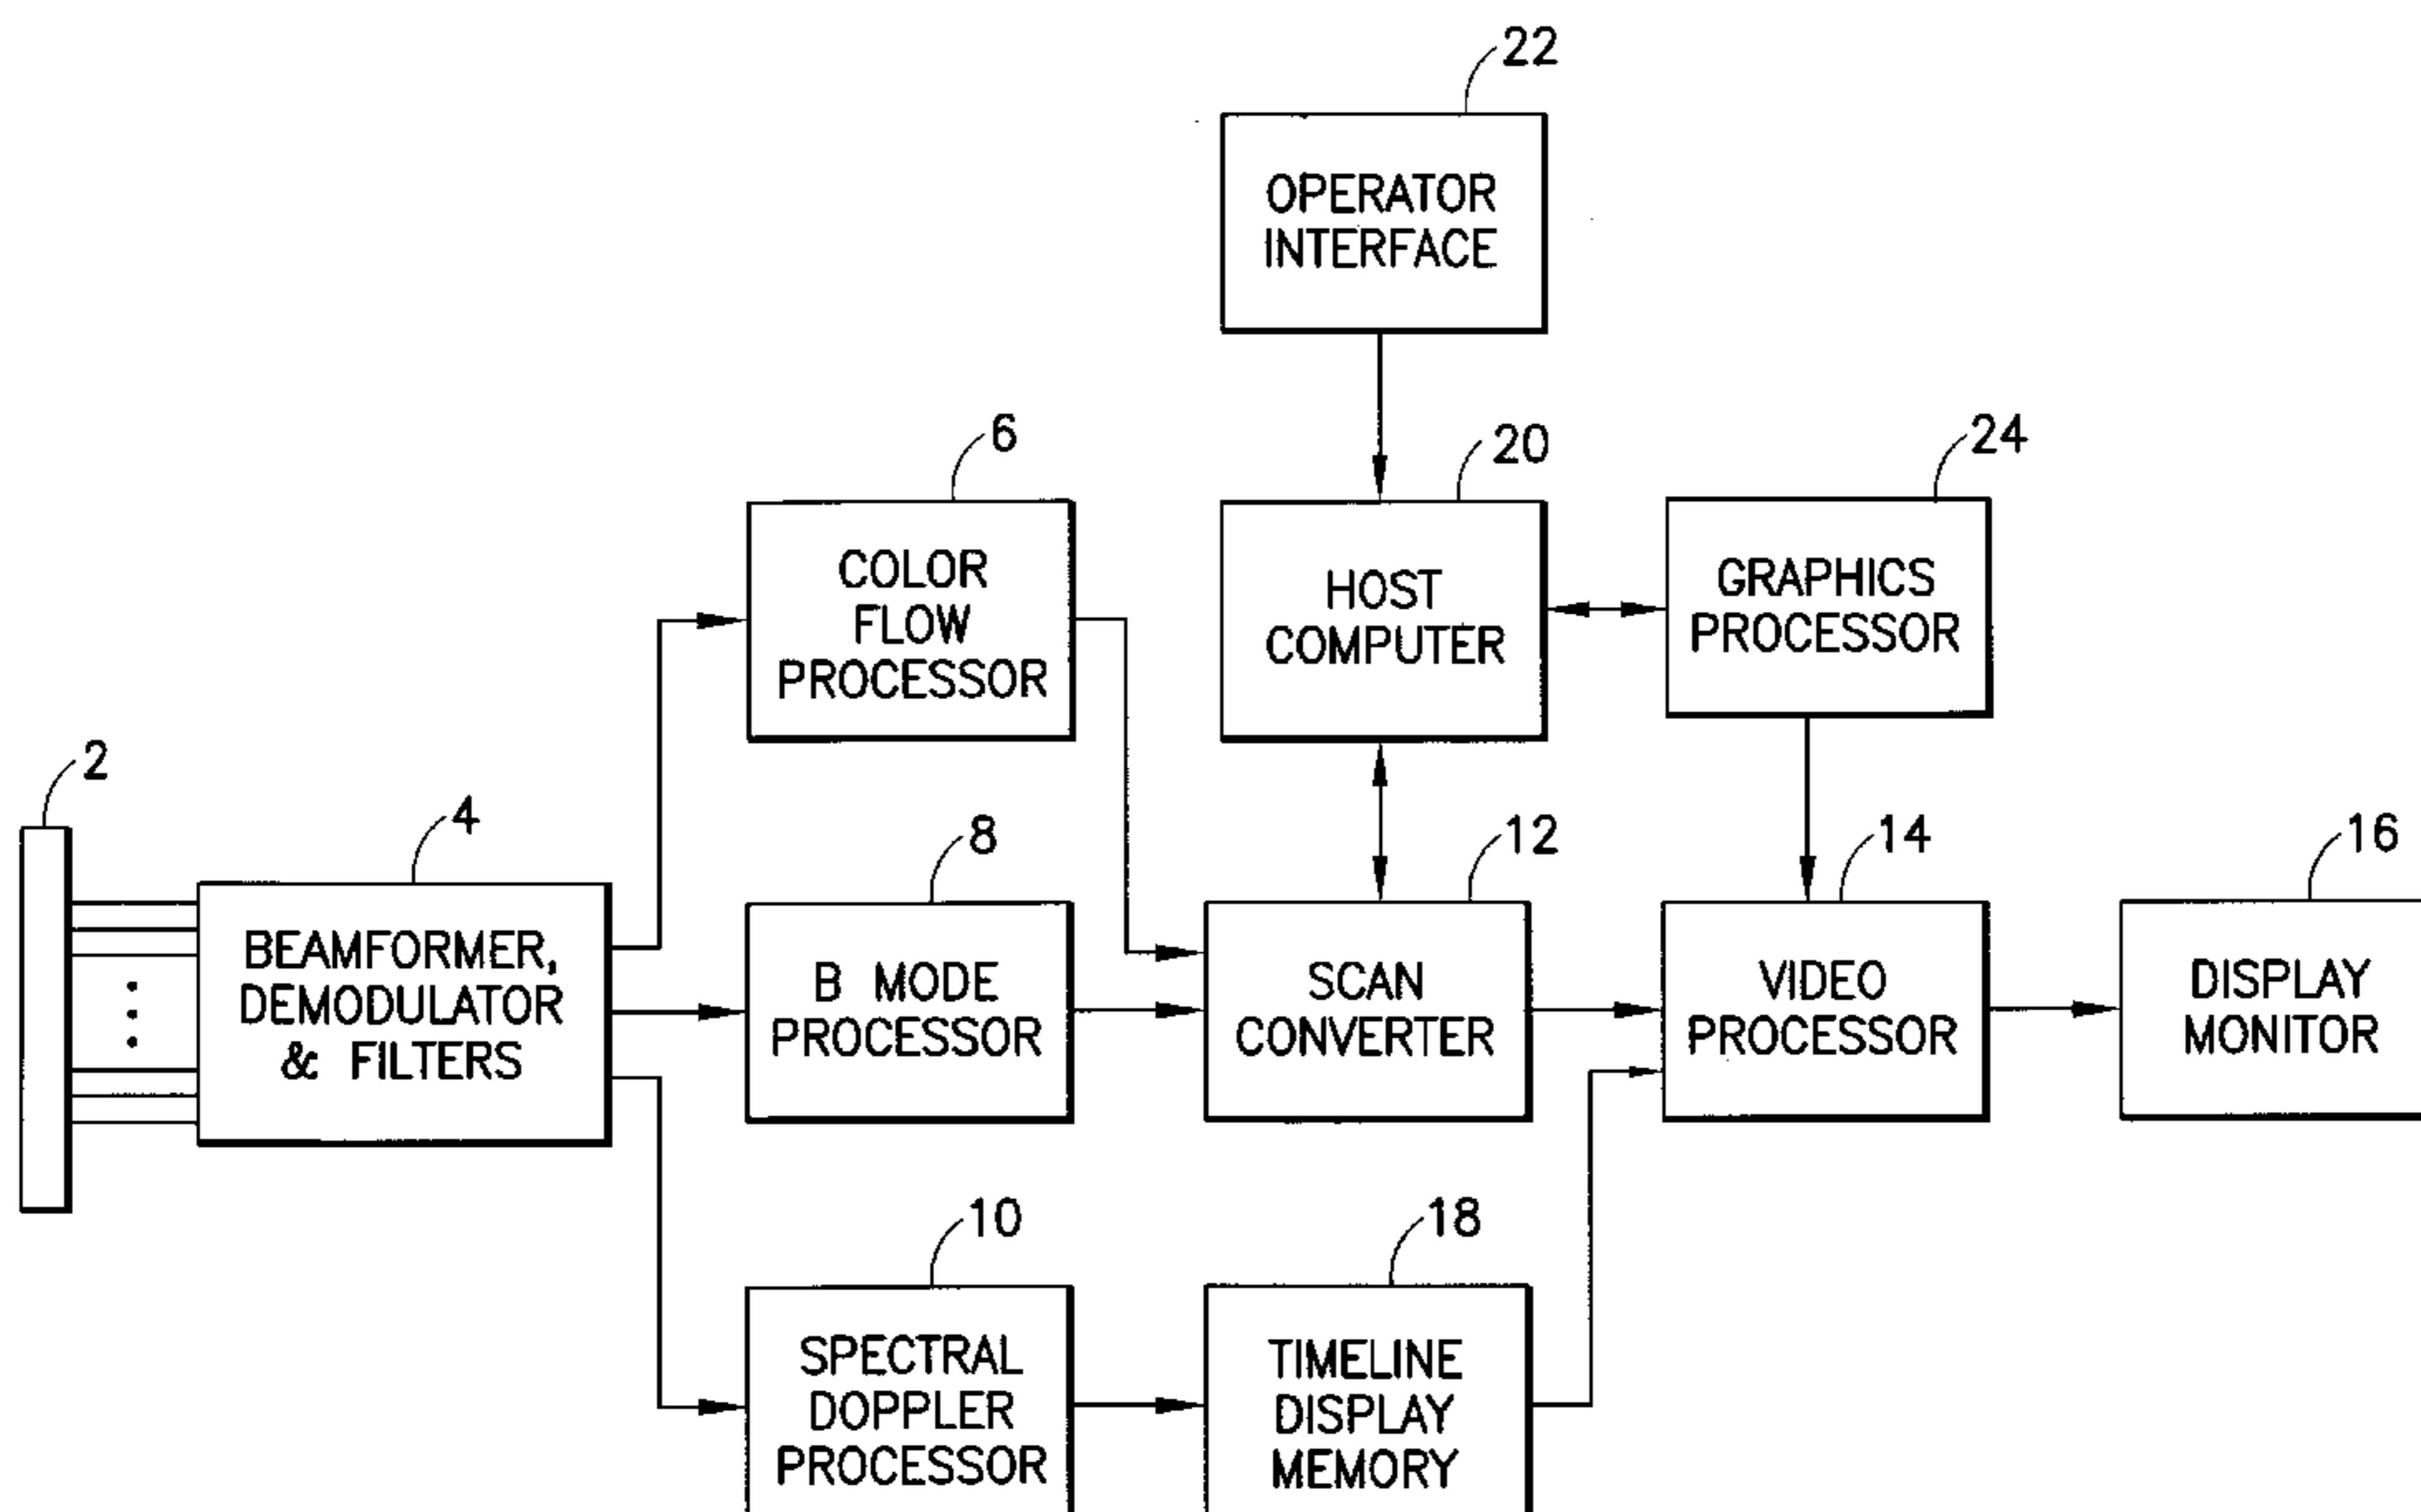 22
OPERATOR
INTERFACE
6
COLOR
FLOW
PROCESSOR
20
HOST
COMPUTER
24
GRAPHICS
PROCESSOR
2
4
BEAMFORMER,
DEMODULATOR
& FILTERS
8
B MODE
PROCESSOR
12
SCAN
CONVERTER
14
VIDEO
PROCESSOR
16
DISPLAY
MONITOR
10
SPECTRAL
DOPPLER
PROCESSOR
18
TIMELINE
DISPLAY
MEMORY